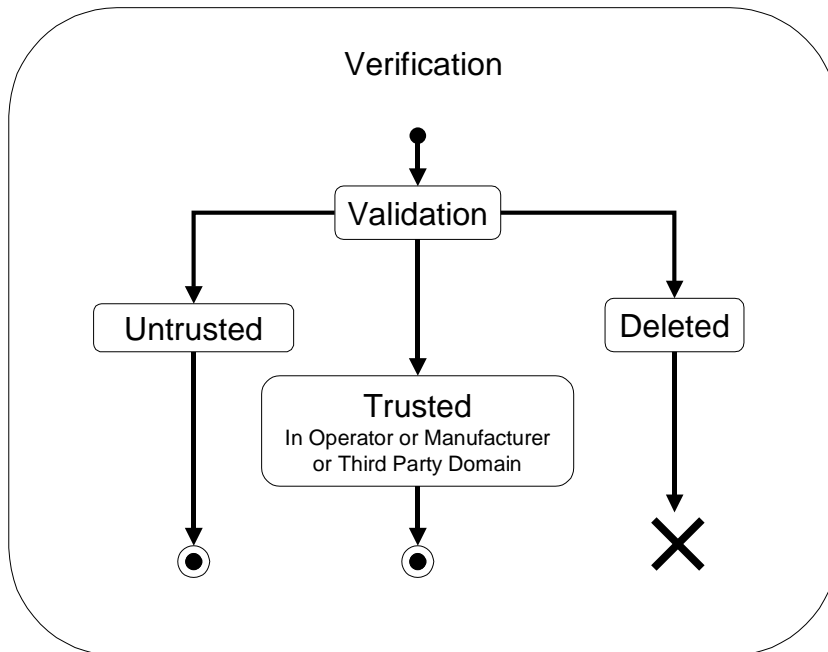 Verification
Validation
Untrusted
Deleted
Trusted
In Operator or Manufacturer
or Third Party Domain